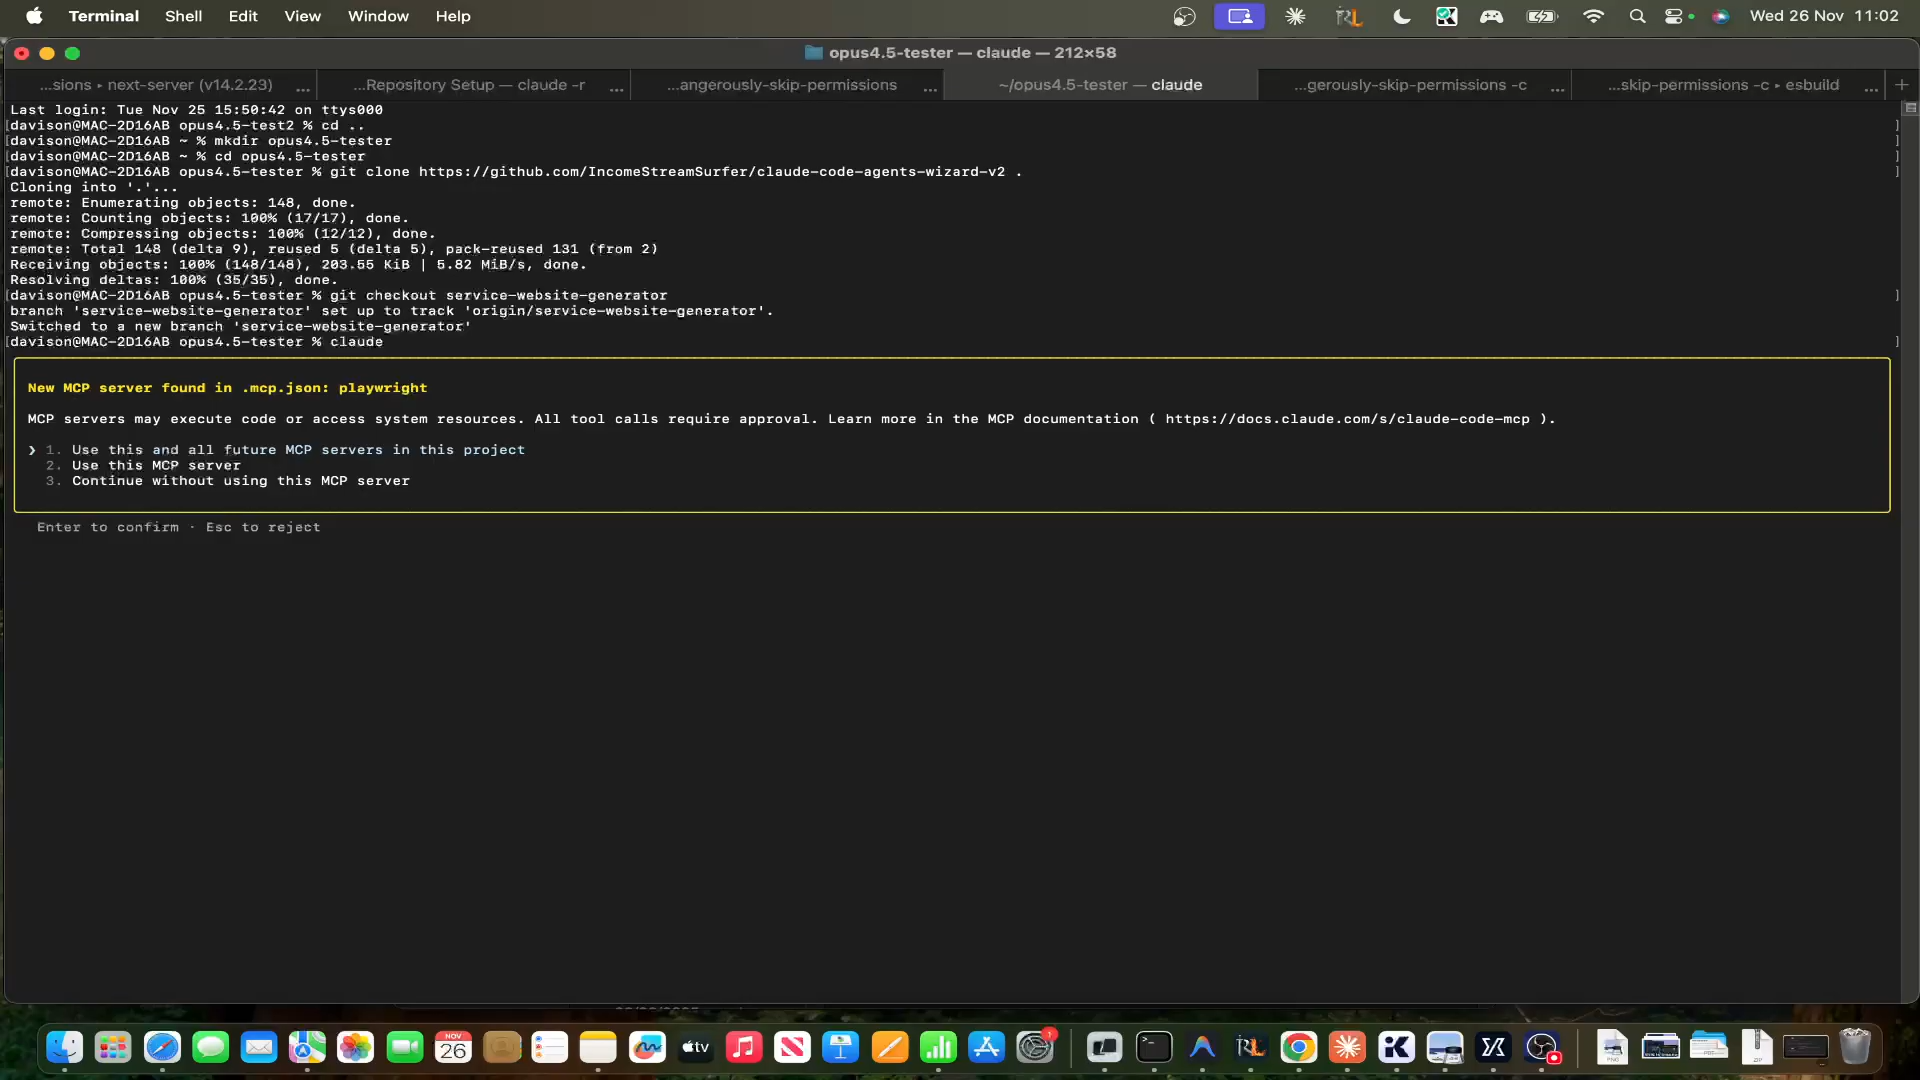 Terminal Shell Edit View Window Help Wed 26 Nov 11:02
opus4.5-tester — claude — 212×58
...sions ▸ next-server (v14.2.23) ... ...Repository Setup — claude -r ... ...angerously-skip-permissions ... ~/opus4.5-tester — claude ...gerously-skip-permissions -c ... ...skip-permissions -c ▸ esbuild ... +
Last login: Tue Nov 25 15:50:42 on ttys000
[davison@MAC-2D16AB opus4.5-test2 % cd .. ]
[davison@MAC-2D16AB ~ % mkdir opus4.5-tester ]
[davison@MAC-2D16AB ~ % cd opus4.5-tester ]
[davison@MAC-2D16AB opus4.5-tester % git clone https://github.com/IncomeStreamSurfer/claude-code-agents-wizard-v2 . ]
Cloning into '.'...
remote: Enumerating objects: 148, done.
remote: Counting objects: 100% (17/17), done.
remote: Compressing objects: 100% (12/12), done.
remote: Total 148 (delta 9), reused 5 (delta 5), pack-reused 131 (from 2)
Receiving objects: 100% (148/148), 203.55 KiB | 5.82 MiB/s, done.
Resolving deltas: 100% (35/35), done.
[davison@MAC-2D16AB opus4.5-tester % git checkout service-website-generator ]
branch 'service-website-generator' set up to track 'origin/service-website-generator'.
Switched to a new branch 'service-website-generator'
[davison@MAC-2D16AB opus4.5-tester % claude ]
New MCP server found in .mcp.json: playwright
MCP servers may execute code or access system resources. All tool calls require approval. Learn more in the MCP documentation ( https://docs.claude.com/s/claude-code-mcp ).
❯ 1. Use this and all future MCP servers in this project
2. Use this MCP server
3. Continue without using this MCP server
Enter to confirm · Esc to reject
NOV
26
tv
1